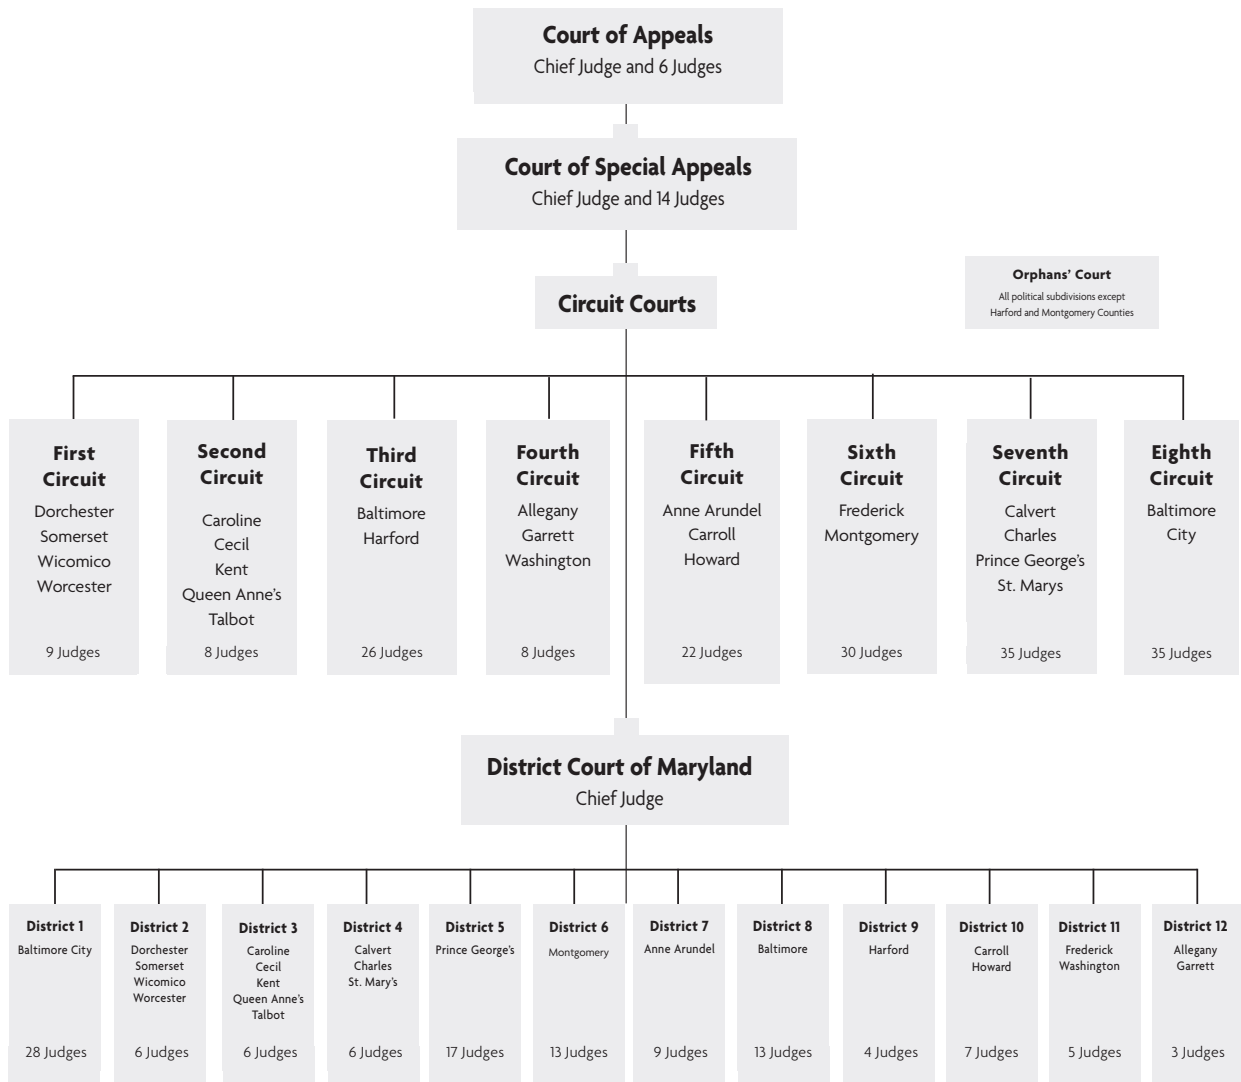 Court of Appeals
Chief Judge and 6 Judges
Court of Special Appeals
Chief Judge and 14 Judges
Circuit Courts
Orphans' Court
All political subdivisions except
Harford and Montgomery Counties
First
Circuit
Dorchester
Somerset
Wicomico
Worcester
9 Judges
Second
Circuit
Caroline
Cecil
Kent
Queen Anne's
Talbot
8 Judges
Third
Circuit
Baltimore
Harford
26 Judges
Fourth
Circuit
Allegany
Garrett
Washington
8 Judges
Fifth
Circuit
Anne Arundel
Carroll
Howard
22 Judges
Sixth
Circuit
Frederick
Montgomery
30 Judges
Seventh
Circuit
Calvert
Charles
Prince George's
St. Marys
35 Judges
Eighth
Circuit
Baltimore
City
35 Judges
District Court of Maryland
Chief Judge
District 1
Baltimore City
28 Judges
District 2
Dorchester
Somerset
Wicomico
Worcester
6 Judges
District 3
Caroline
Cecil
Kent
Queen Anne's
Talbot
6 Judges
District 4
Calvert
Charles
St. Mary's
6 Judges
District 5
Prince George's
17 Judges
District 6
Montgomery
13 Judges
District 7
Anne Arundel
9 Judges
District 8
Baltimore
13 Judges
District 9
Harford
4 Judges
District 10
Carroll
Howard
7 Judges
District 11
Frederick
Washington
5 Judges
District 12
Allegany
Garrett
3 Judges